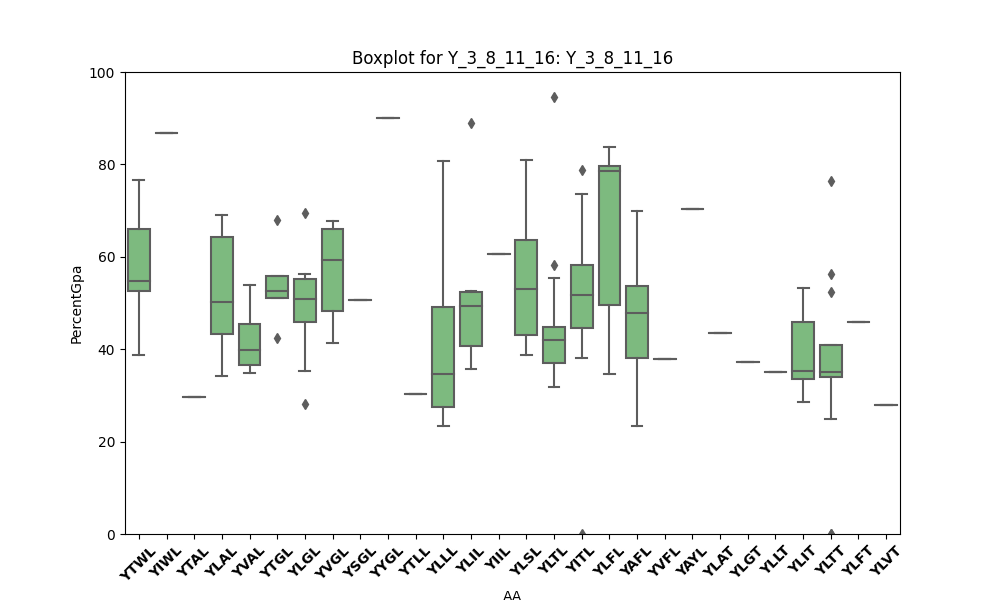 Boxplot for Y_3_8_11_16: Y_3_8_11_16
100
80
60
40
20
0
PercentGpa
YTWL YIWL YTAL YLAL YVAL YTGL YLGL YVGL YSGL YYGL YTLL YLLL YLIL YIIL YLSL YLTL YITL YLFL YAFL YVFL YAYL YLAT YLGT YLLT YLIT YLTT YLFT YLVT
AA